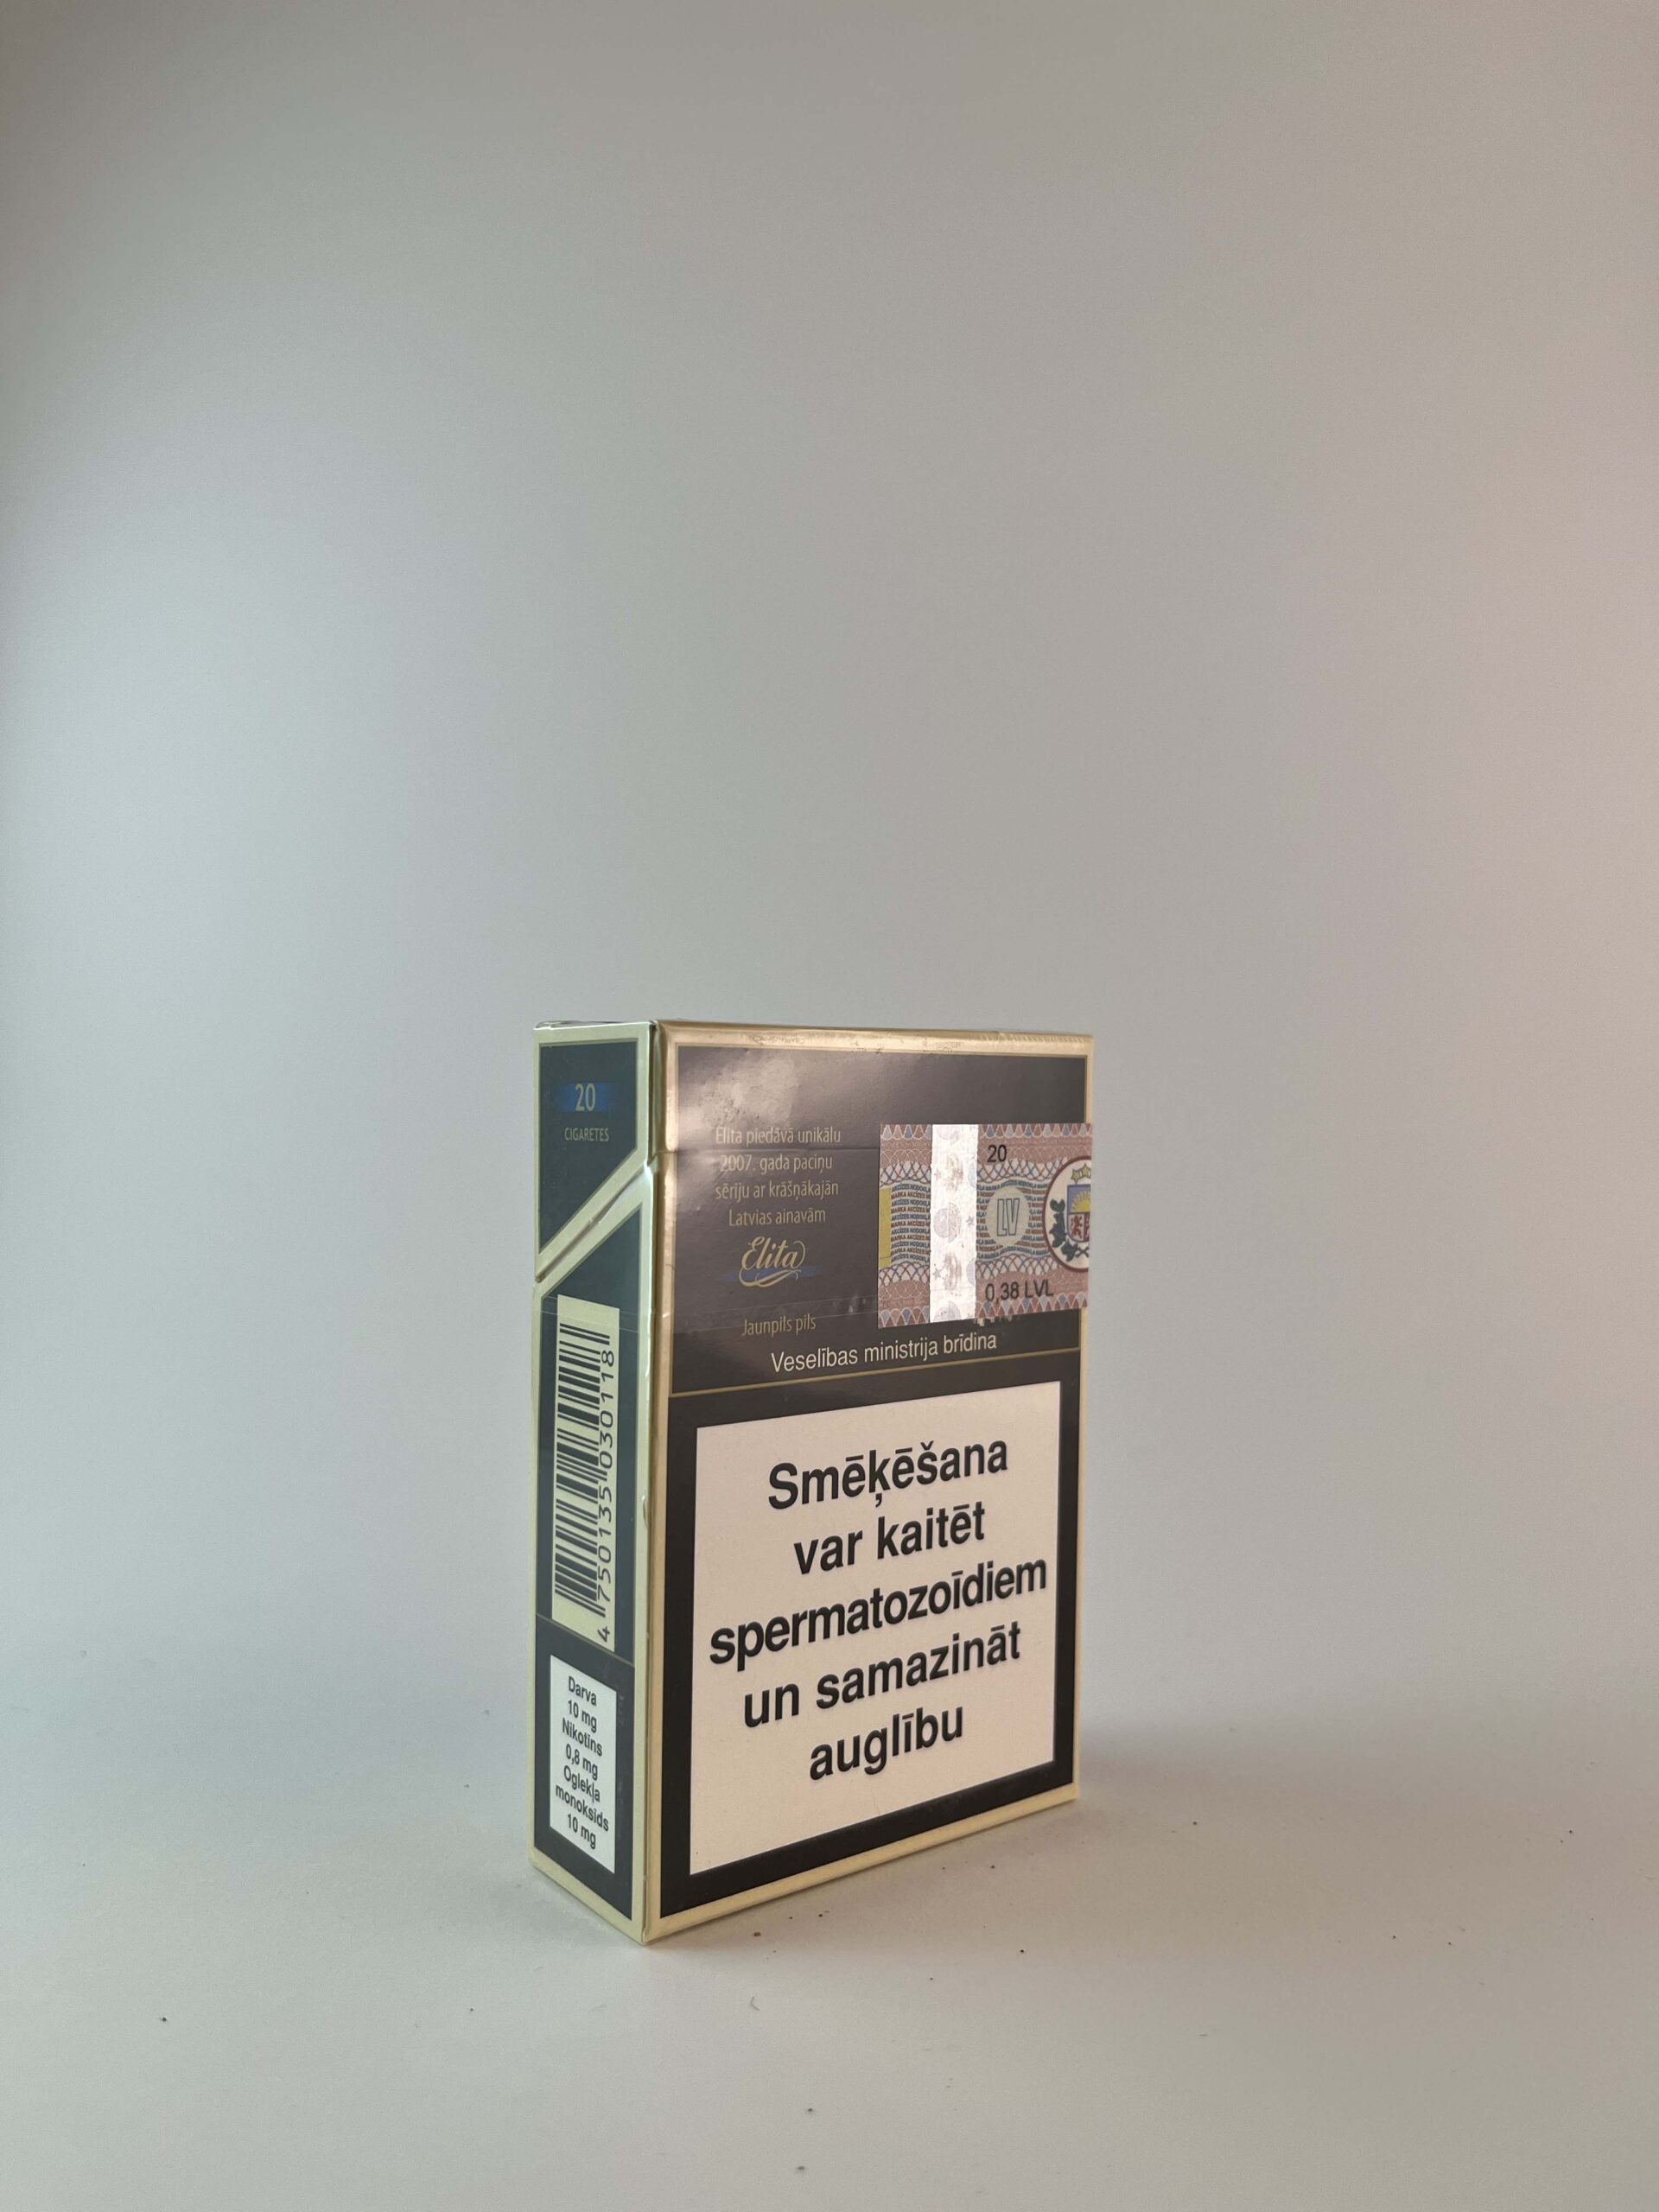 20
CIGARETES
4 750135 030118
Darva
10 mg
Nikotīns
0,8 mg
Oglekļa
monoksīds
10 mg
Elita piedāvā unikālu
2007. gada paciņu
sēriju ar krāšņākajām
Latvias ainavām
Elita
Jaunpils pils
20
LV
0,38 LVL
Veselības ministrija brīdina
Smēķēšana
var kaitēt
spermatozoīdiem
un samazināt
auglību